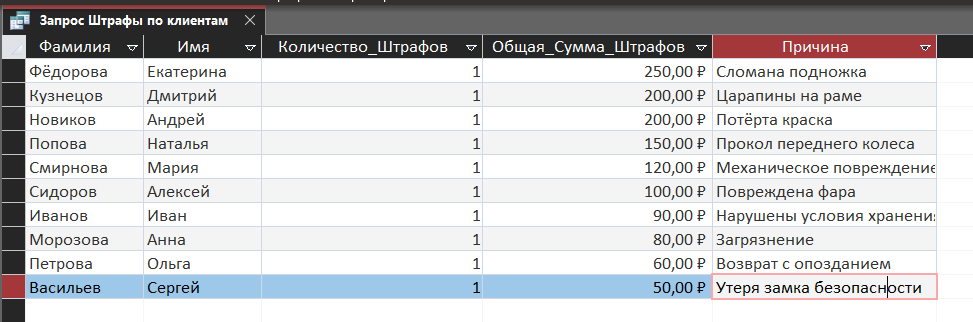 Запрос Штрафы по клиентам
Фамилия Имя Количество_Штрафов Общая_Сумма_Штрафов Причина
Фёдорова Екатерина 1 250,00 ₽ Сломана подножка
Кузнецов Дмитрий 1 200,00 ₽ Царапины на раме
Новиков Андрей 1 200,00 ₽ Потёрта краска
Попова Наталья 1 150,00 ₽ Прокол переднего колеса
Смирнова Мария 1 120,00 ₽ Механическое повреждение
Сидоров Алексей 1 100,00 ₽ Повреждена фара
Иванов Иван 1 90,00 ₽ Нарушены условия хранения
Морозова Анна 1 80,00 ₽ Загрязнение
Петрова Ольга 1 60,00 ₽ Возврат с опозданием
Васильев Сергей 1 50,00 ₽ Утеря замка безопасности